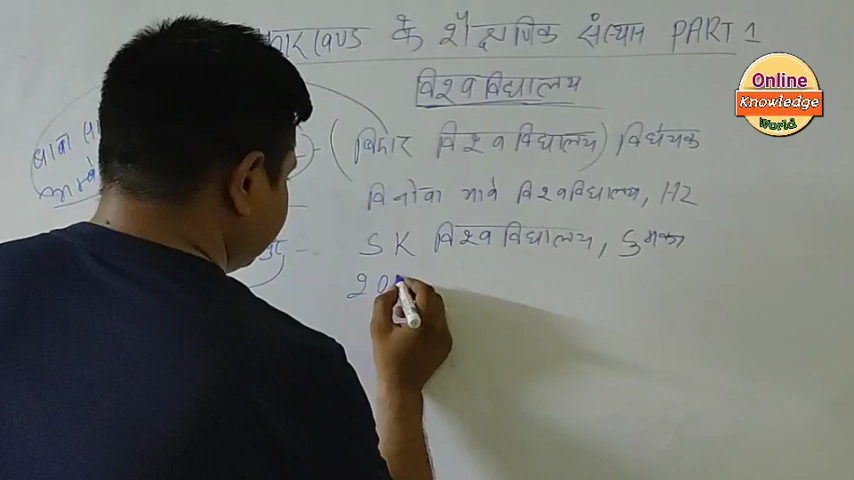 के शैक्षणिक संस्थान PART 1
विश्वविद्यालय
बाबा
(बिहार विश्वविद्यालय) विधेयक
विनोवा भावे विश्वविद्यालय, HZ
- SK विश्वविद्यालय, दुमका
20
Online
Knowledge
World